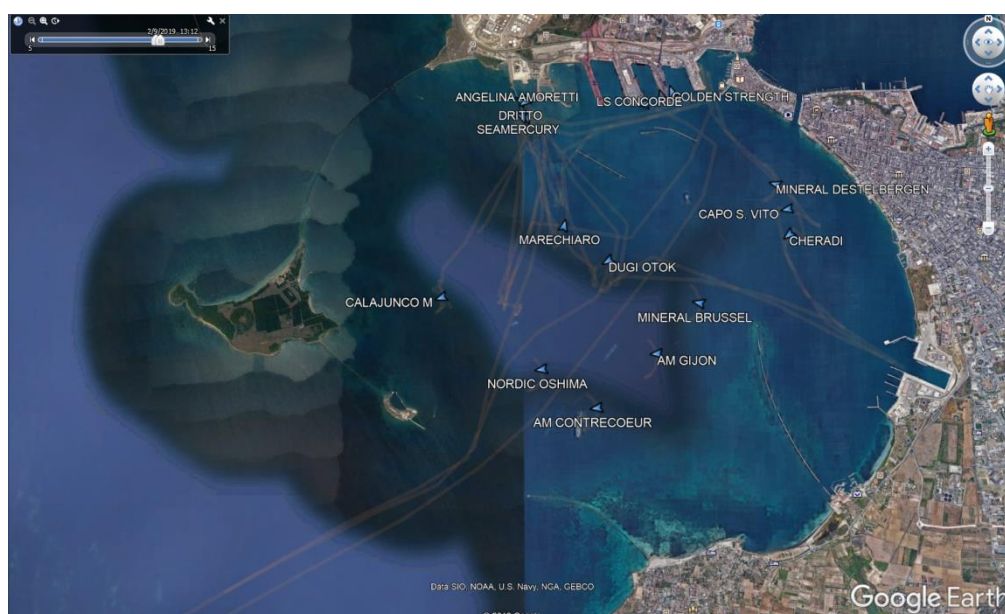 2/9/2019 13:12
5
15
N
ANGELINA AMORETTI
DRITTO
SEAMERCURY
LS CONCORDE
GOLDEN STRENGTH
MINERAL DESTELBERGEN
CAPO S. VITO
CHERADI
MARECHIARO
DUGI OTOK
CALAJUNCO M
MINERAL BRUSSEL
AM GIJON
NORDIC OSHIMA
AM CONTRECOEUR
Data SIO, NOAA, U.S. Navy, NGA, GEBCO
Google Earth